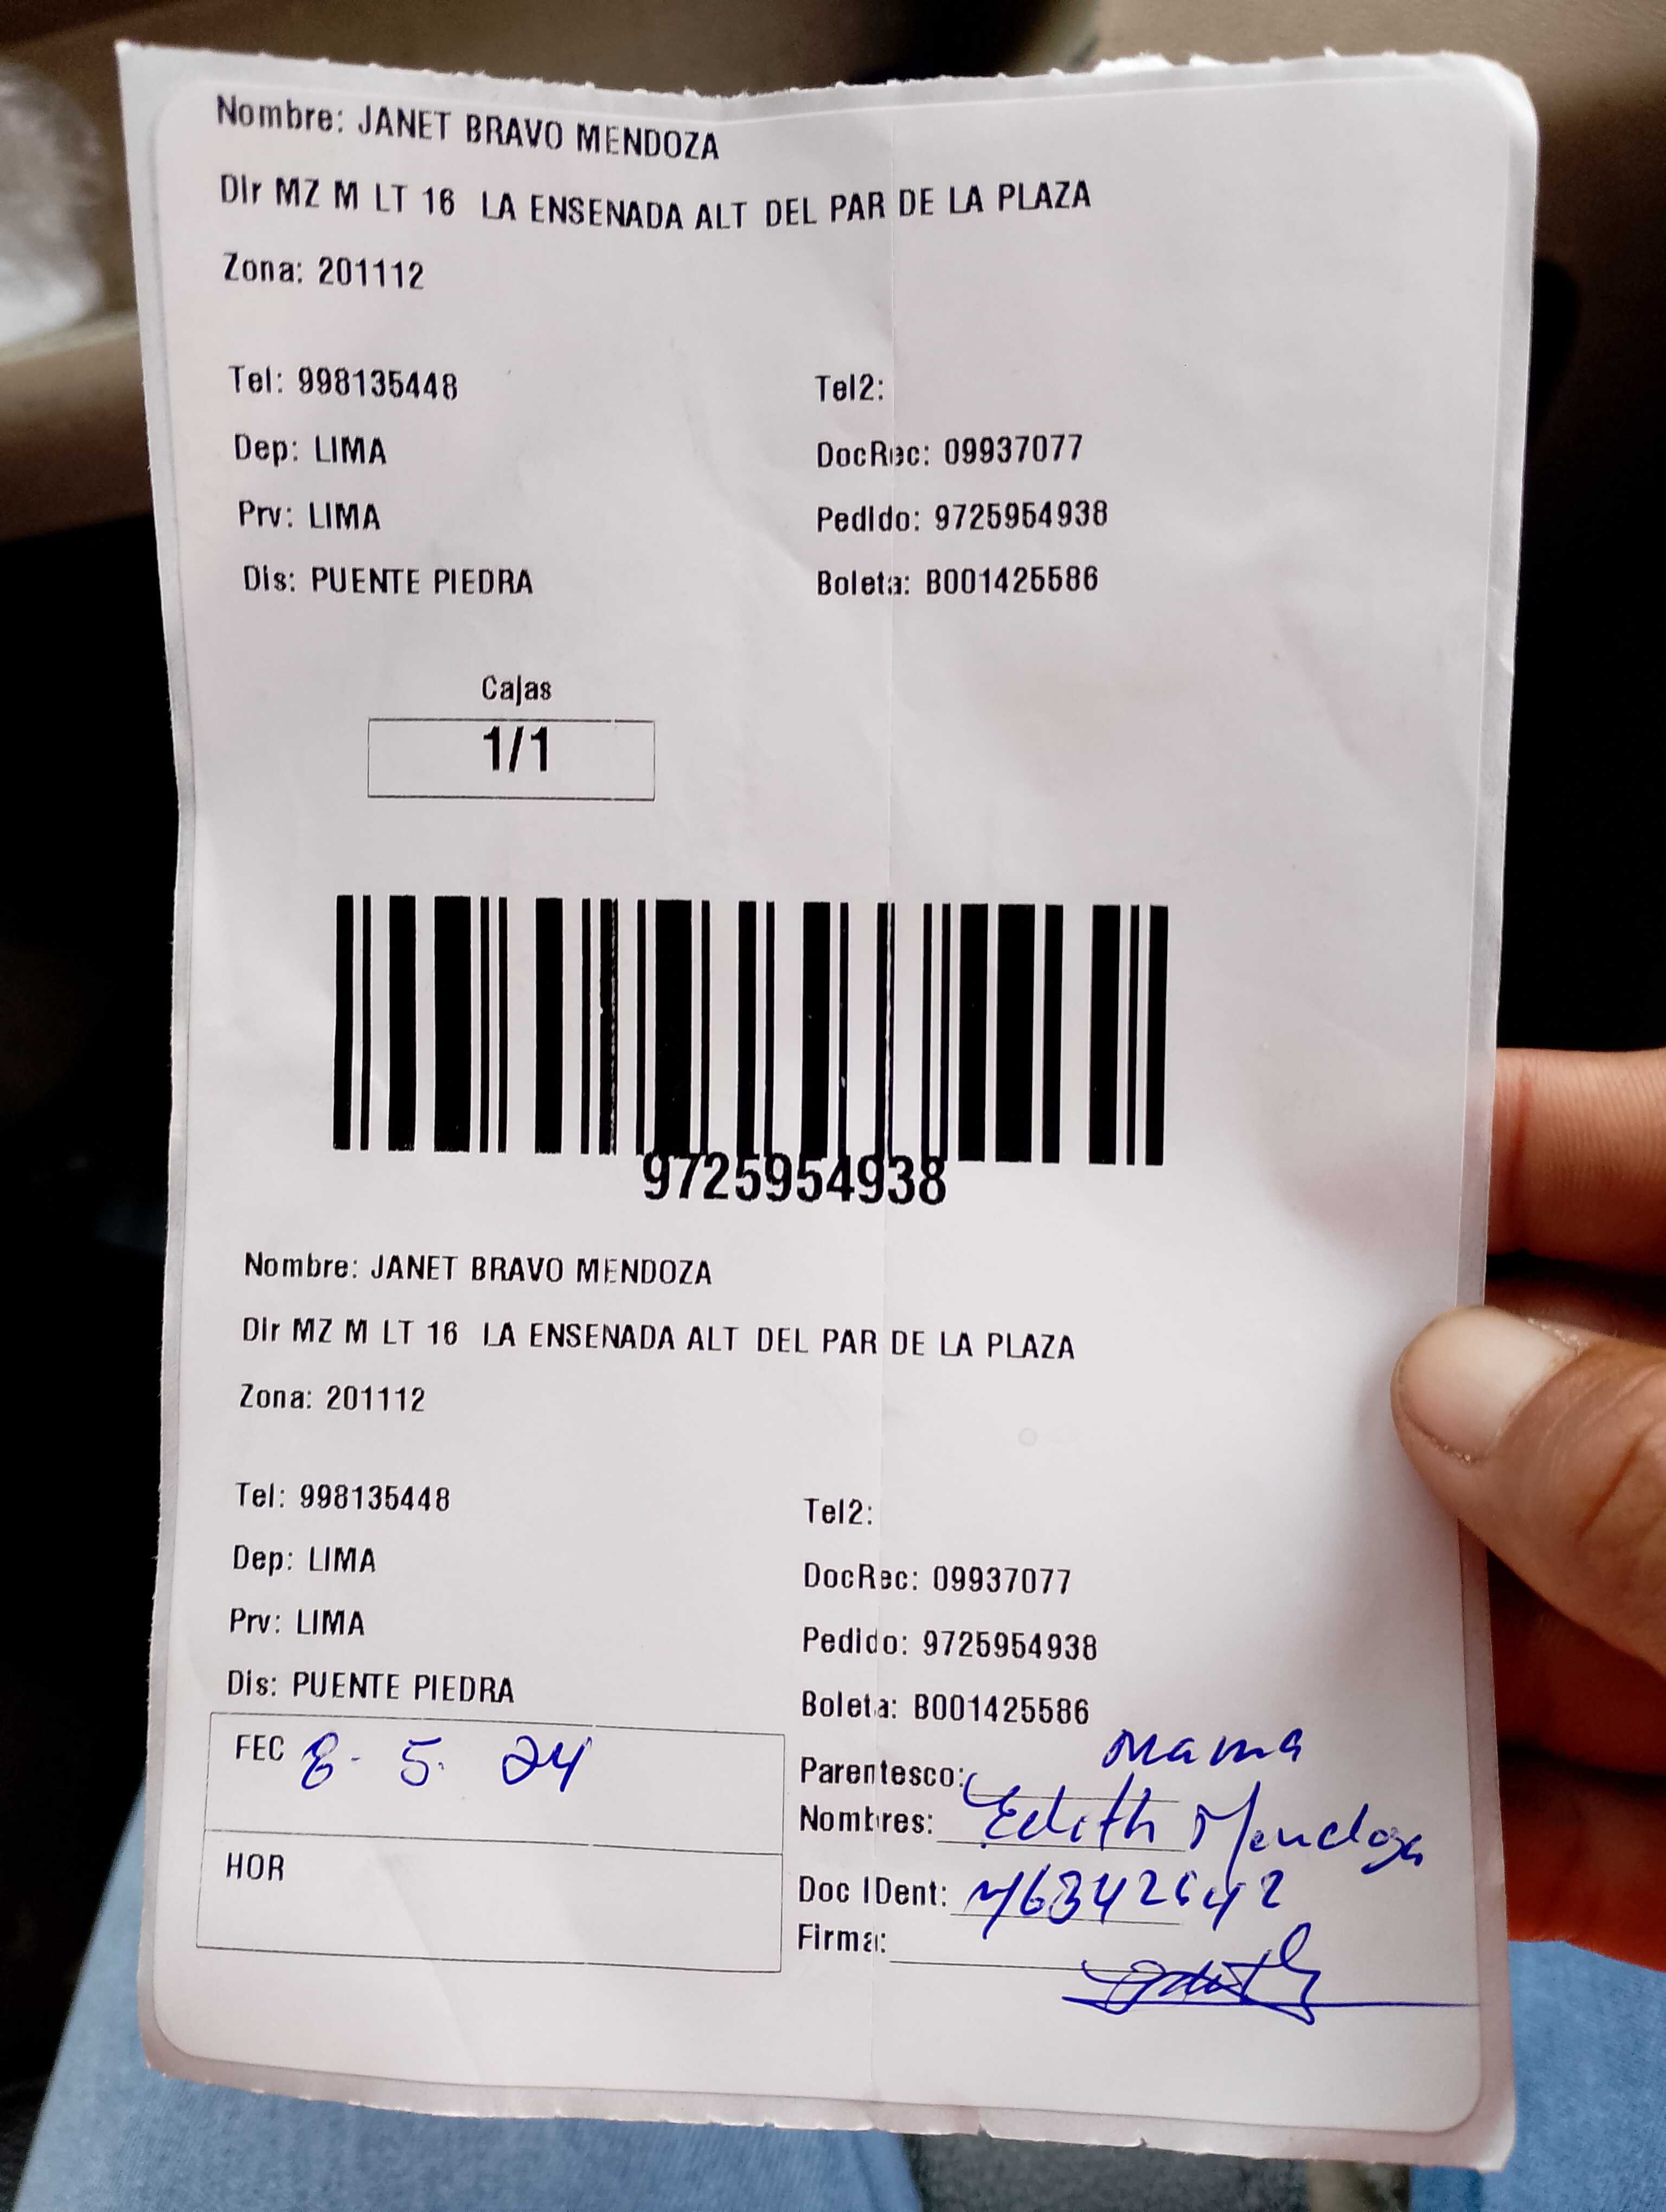 Nombre: JANET BRAVO MENDOZA
Dir MZ M LT 16 LA ENSENADA ALT DEL PAR DE LA PLAZA
Zona: 201112
Tel: 998135448 Tel2:
Dep: LIMA DocRec: 09937077
Prv: LIMA Pedido: 9725954938
Dis: PUENTE PIEDRA Boleta: B001425586
Cajas
1/1
9725954938
Nombre: JANET BRAVO MENDOZA
Dir MZ M LT 16 LA ENSENADA ALT DEL PAR DE LA PLAZA
Zona: 201112
Tel: 998135448 Tel2:
Dep: LIMA DocRec: 09937077
Prv: LIMA Pedido: 9725954938
Dis: PUENTE PIEDRA Boleta: B001425586
FEC 8. 5. 24
HOR
Parentesco: mama
Nombres: Edith Mendoza
Doc IDent:
Firma: